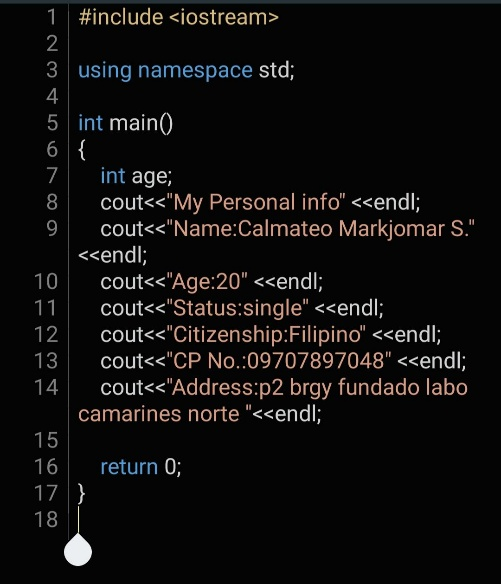 1 #include <iostream>
2
3 using namespace std;
4
5 int main()
6 {
7 int age;
8 cout<<"My Personal info" <<endl;
9 cout<<"Name:Calmateo Markjomar S."
<<endl;
10 cout<<"Age:20" <<endl;
11 cout<<"Status:single" <<endl;
12 cout<<"Citizenship:Filipino" <<endl;
13 cout<<"CP No.:09707897048" <<endl;
14 cout<<"Address:p2 brgy fundado labo
camarines norte "<<endl;
15
16 return 0;
17 }
18